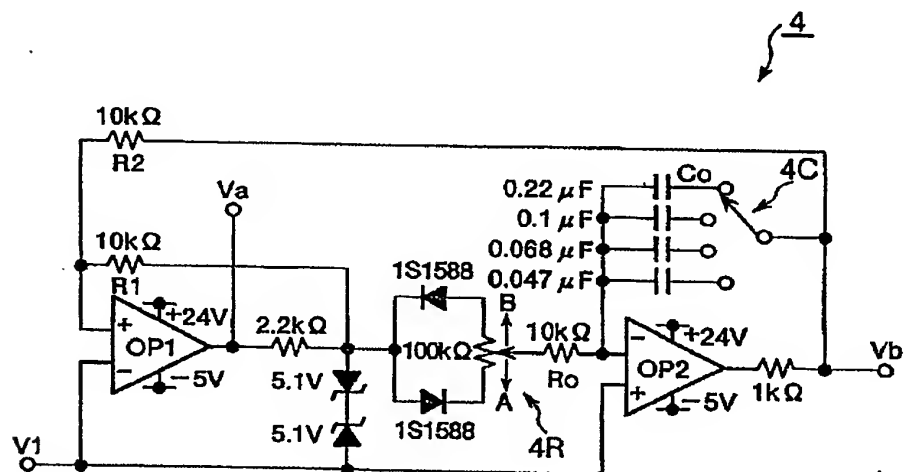 4
10kΩ
R2
Va
10kΩ
R1
+
OP1
−
+24V
−5V
2.2kΩ
5.1V
5.1V
1S1588
100kΩ
1S1588
B
A
4R
10kΩ
Ro
Co
4C
0.22 μF
0.1 μF
0.068 μF
0.047 μF
−
OP2
+
+24V
−5V
1kΩ
Vb
V1